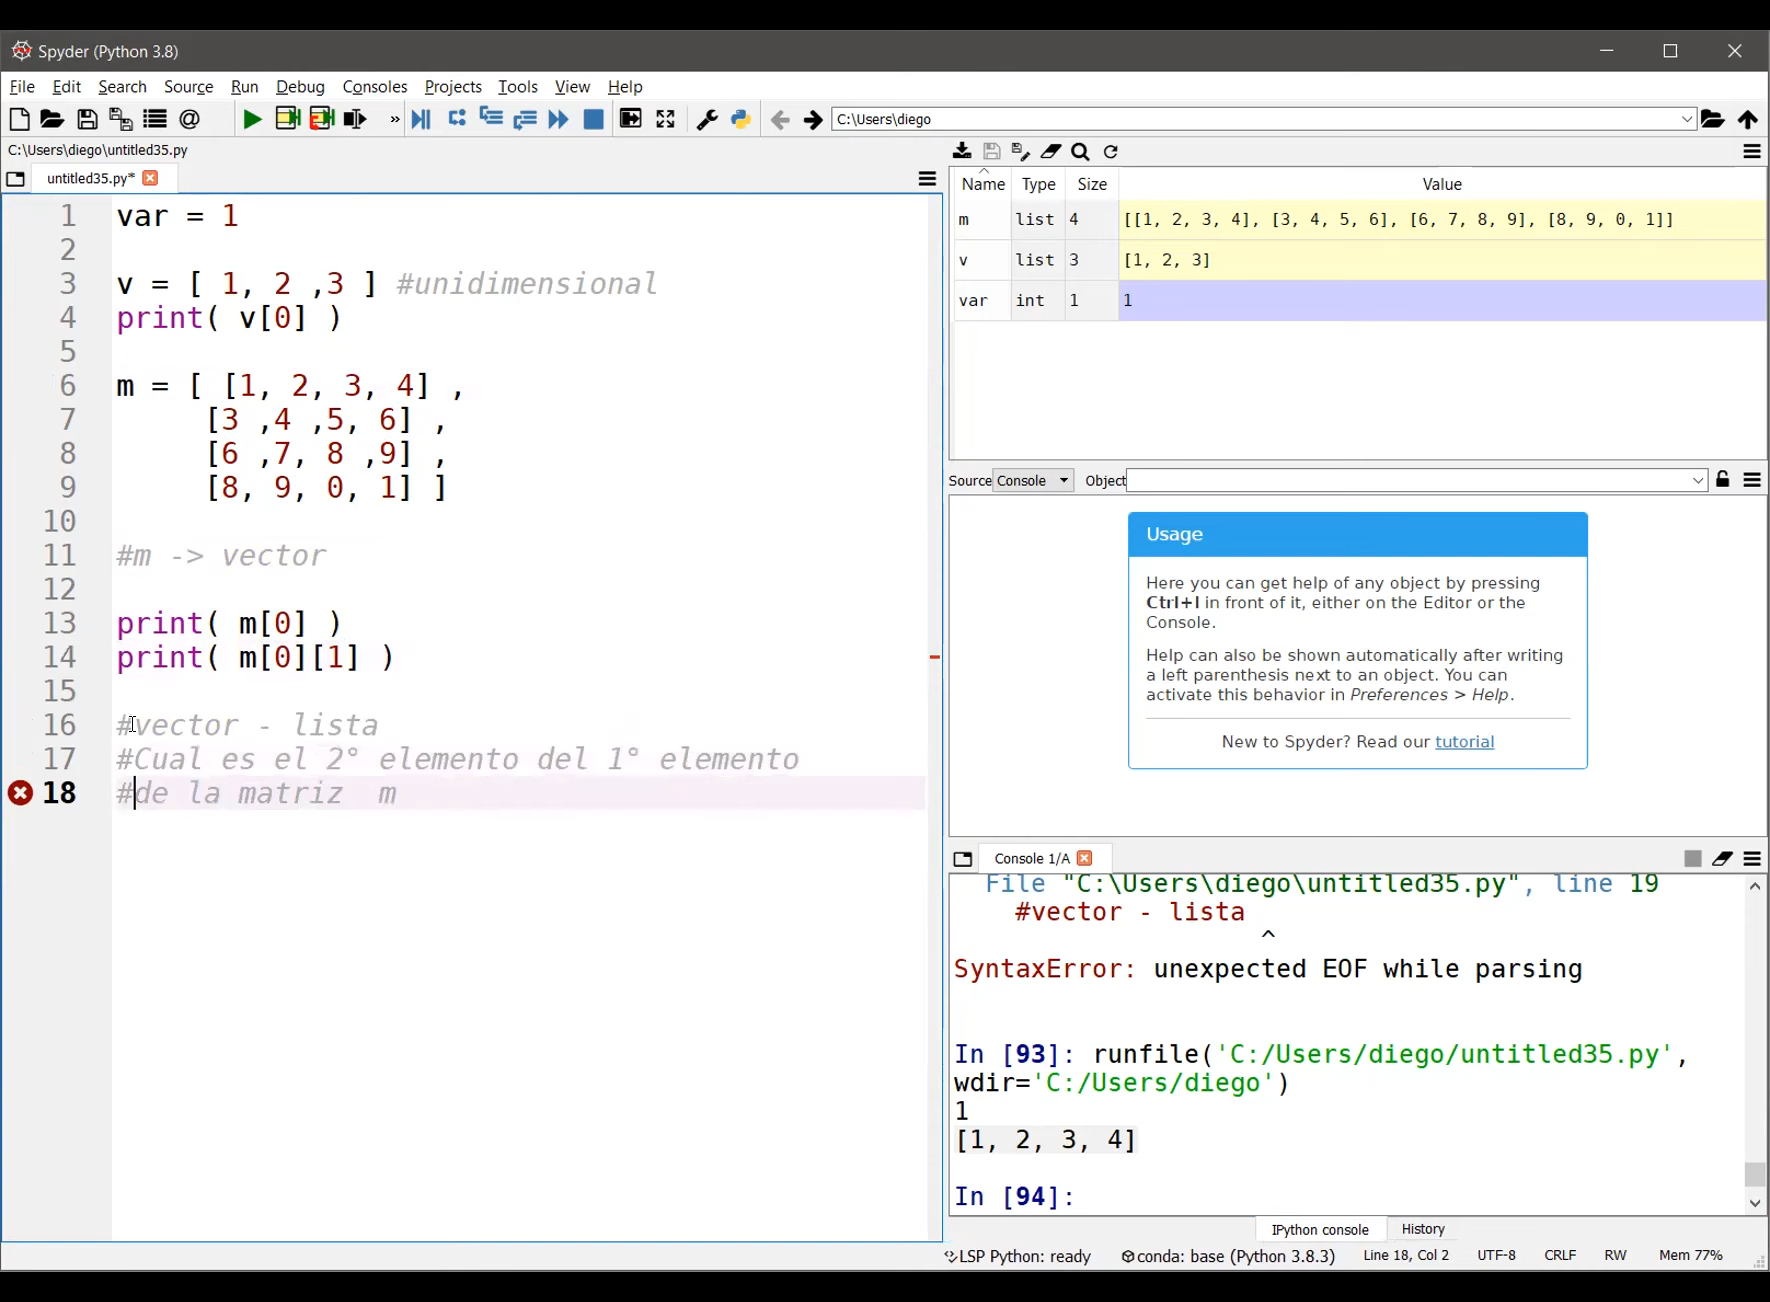 Spyder (Python 3.8)
File Edit Search Source Run Debug Consoles Projects Tools View Help
C:\Users\diego
C:\Users\diego\untitled35.py
untitled35.py*
1 var = 1
2
3 v = [ 1, 2 ,3 ] #unidimensional
4 print( v[0] )
5
6 m = [ [1, 2, 3, 4] ,
7 [3 ,4 ,5, 6] ,
8 [6 ,7, 8 ,9] ,
9 [8, 9, 0, 1] ]
10
11 #m -> vector
12
13 print( m[0] )
14 print( m[0][1] )
15
16 #vector - lista
17 #Cual es el 2° elemento del 1° elemento
18 #de la matriz  m
Name Type Size Value
m list 4 [[1, 2, 3, 4], [3, 4, 5, 6], [6, 7, 8, 9], [8, 9, 0, 1]]
v list 3 [1, 2, 3]
var int 1 1
Source Console Object
Usage
Here you can get help of any object by pressing
Ctrl+I in front of it, either on the Editor or the
Console.
Help can also be shown automatically after writing
a left parenthesis next to an object. You can
activate this behavior in Preferences > Help.
New to Spyder? Read our tutorial
Console 1/A
File "C:\Users\diego\untitled35.py", line 19
#vector - lista
^
SyntaxError: unexpected EOF while parsing
In [93]: runfile('C:/Users/diego/untitled35.py',
wdir='C:/Users/diego')
1
[1, 2, 3, 4]
In [94]:
IPython console History
LSP Python: ready conda: base (Python 3.8.3) Line 18, Col 2 UTF-8 CRLF RW Mem 77%